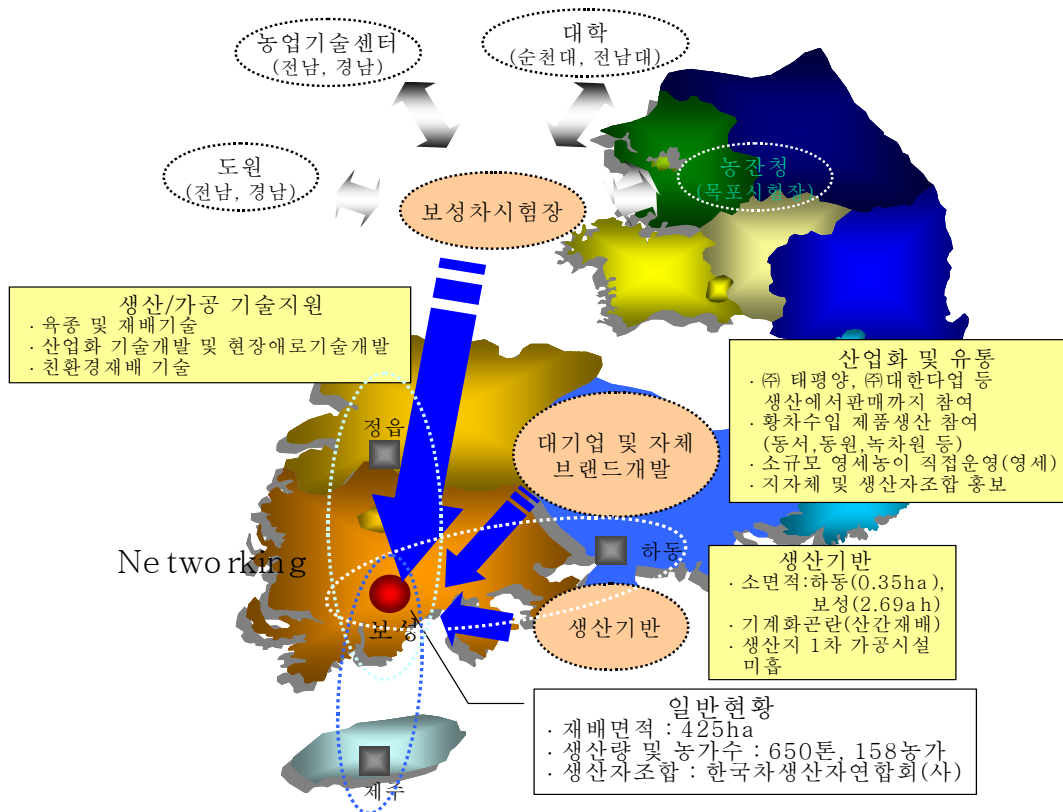 농업기술센터
(전남, 경남)
대학
(순천대, 전남대)
도원
(전남, 경남)
보성차시험장
농잔청
(목포시험장)
생산/가공 기술지원
· 육종 및 재배기술
· 산업화 기술개발 및 현장애로기술개발
· 친환경재배 기술
산업화 및 유통
· ㈜ 태평양, ㈜대한다업 등
생산에서판매까지 참여
· 황차수입 제품생산 참여
(동서,동원,녹차원 등)
· 소규모 영세농이 직접운영(영세)
· 지자체 및 생산자조합 홍보
정읍
대기업 및 자체
브랜드개발
Networking
하동
생산기반
· 소면적:하동(0.35ha),
보성(2.69ah)
· 기계화곤란(산간재배)
· 생산지 1차 가공시설
미흡
보성
생산기반
일반현황
· 재배면적 : 425ha
· 생산량 및 농가수 : 650톤, 158농가
· 생산자조합 : 한국차생산자연합회(사)
제주